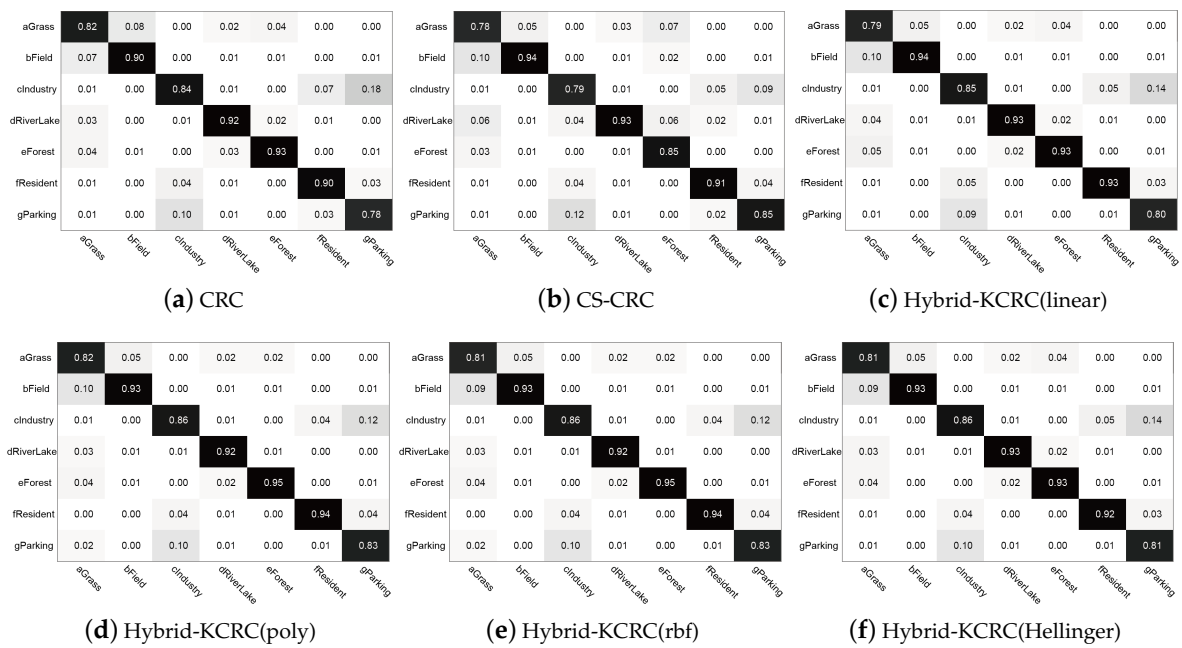 aGrass 0.82 0.08 0.00 0.02 0.04 0.00 0.00
bField 0.07 0.90 0.00 0.01 0.01 0.00 0.00
cIndustry 0.01 0.00 0.84 0.01 0.00 0.07 0.18
dRiverLake 0.03 0.00 0.01 0.92 0.02 0.01 0.00
eForest 0.04 0.01 0.00 0.03 0.93 0.00 0.01
fResident 0.01 0.00 0.04 0.01 0.00 0.90 0.03
gParking 0.01 0.00 0.10 0.01 0.00 0.03 0.78
aGrass bField cIndustry dRiverLake eForest fResident gParking
(a) CRC
aGrass 0.78 0.05 0.00 0.03 0.07 0.00 0.00
bField 0.10 0.94 0.00 0.00 0.02 0.00 0.00
cIndustry 0.01 0.00 0.79 0.00 0.00 0.05 0.09
dRiverLake 0.06 0.01 0.04 0.93 0.06 0.02 0.01
eForest 0.03 0.01 0.00 0.01 0.85 0.00 0.00
fResident 0.01 0.00 0.04 0.01 0.00 0.91 0.04
gParking 0.01 0.00 0.12 0.01 0.00 0.02 0.85
aGrass bField cIndustry dRiverLake eForest fResident gParking
(b) CS-CRC
aGrass 0.79 0.05 0.00 0.02 0.04 0.00 0.00
bField 0.10 0.94 0.00 0.01 0.01 0.00 0.00
cIndustry 0.01 0.00 0.85 0.01 0.00 0.05 0.14
dRiverLake 0.04 0.01 0.01 0.93 0.02 0.01 0.00
eForest 0.05 0.01 0.00 0.02 0.93 0.00 0.01
fResident 0.01 0.00 0.05 0.01 0.00 0.93 0.03
gParking 0.01 0.00 0.09 0.01 0.00 0.01 0.80
aGrass bField cIndustry dRiverLake eForest fResident gParking
(c) Hybrid-KCRC(linear)
aGrass 0.82 0.05 0.00 0.02 0.02 0.00 0.00
bField 0.10 0.93 0.00 0.01 0.01 0.00 0.00
cIndustry 0.01 0.00 0.86 0.01 0.00 0.04 0.12
dRiverLake 0.03 0.01 0.01 0.92 0.01 0.00 0.00
eForest 0.04 0.01 0.00 0.02 0.95 0.00 0.01
fResident 0.00 0.00 0.04 0.01 0.00 0.94 0.04
gParking 0.02 0.00 0.10 0.01 0.00 0.01 0.83
aGrass bField cIndustry dRiverLake eForest fResident gParking
(d) Hybrid-KCRC(poly)
aGrass 0.81 0.05 0.00 0.02 0.02 0.00 0.00
bField 0.09 0.93 0.00 0.01 0.01 0.00 0.00
cIndustry 0.01 0.00 0.86 0.01 0.00 0.04 0.12
dRiverLake 0.03 0.01 0.01 0.92 0.01 0.00 0.00
eForest 0.04 0.01 0.00 0.02 0.95 0.00 0.01
fResident 0.00 0.00 0.04 0.01 0.00 0.94 0.04
gParking 0.02 0.00 0.10 0.01 0.00 0.01 0.83
aGrass bField cIndustry dRiverLake eForest fResident gParking
(e) Hybrid-KCRC(rbf)
aGrass 0.81 0.05 0.00 0.02 0.04 0.00 0.00
bField 0.09 0.93 0.00 0.01 0.01 0.00 0.00
cIndustry 0.01 0.00 0.86 0.01 0.00 0.05 0.14
dRiverLake 0.03 0.01 0.01 0.93 0.02 0.01 0.00
eForest 0.04 0.01 0.00 0.02 0.93 0.00 0.01
fResident 0.01 0.00 0.04 0.01 0.00 0.92 0.03
gParking 0.01 0.00 0.10 0.01 0.00 0.01 0.81
aGrass bField cIndustry dRiverLake eForest fResident gParking
(f) Hybrid-KCRC(Hellinger)